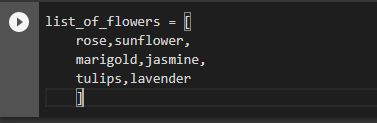 list_of_flowers = [
rose,sunflower,
marigold,jasmine,
tulips,lavender
]